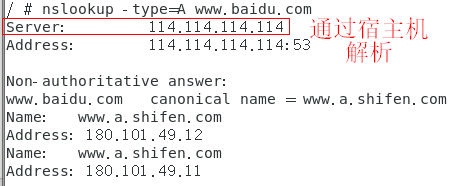 / # nslookup -type=A www.baidu.com
Server: 114.114.114.114
Address: 114.114.114.114:53
通过宿主机
解析
Non-authoritative answer:
www.baidu.com canonical name = www.a.shifen.com
Name: www.a.shifen.com
Address: 180.101.49.12
Name: www.a.shifen.com
Address: 180.101.49.11